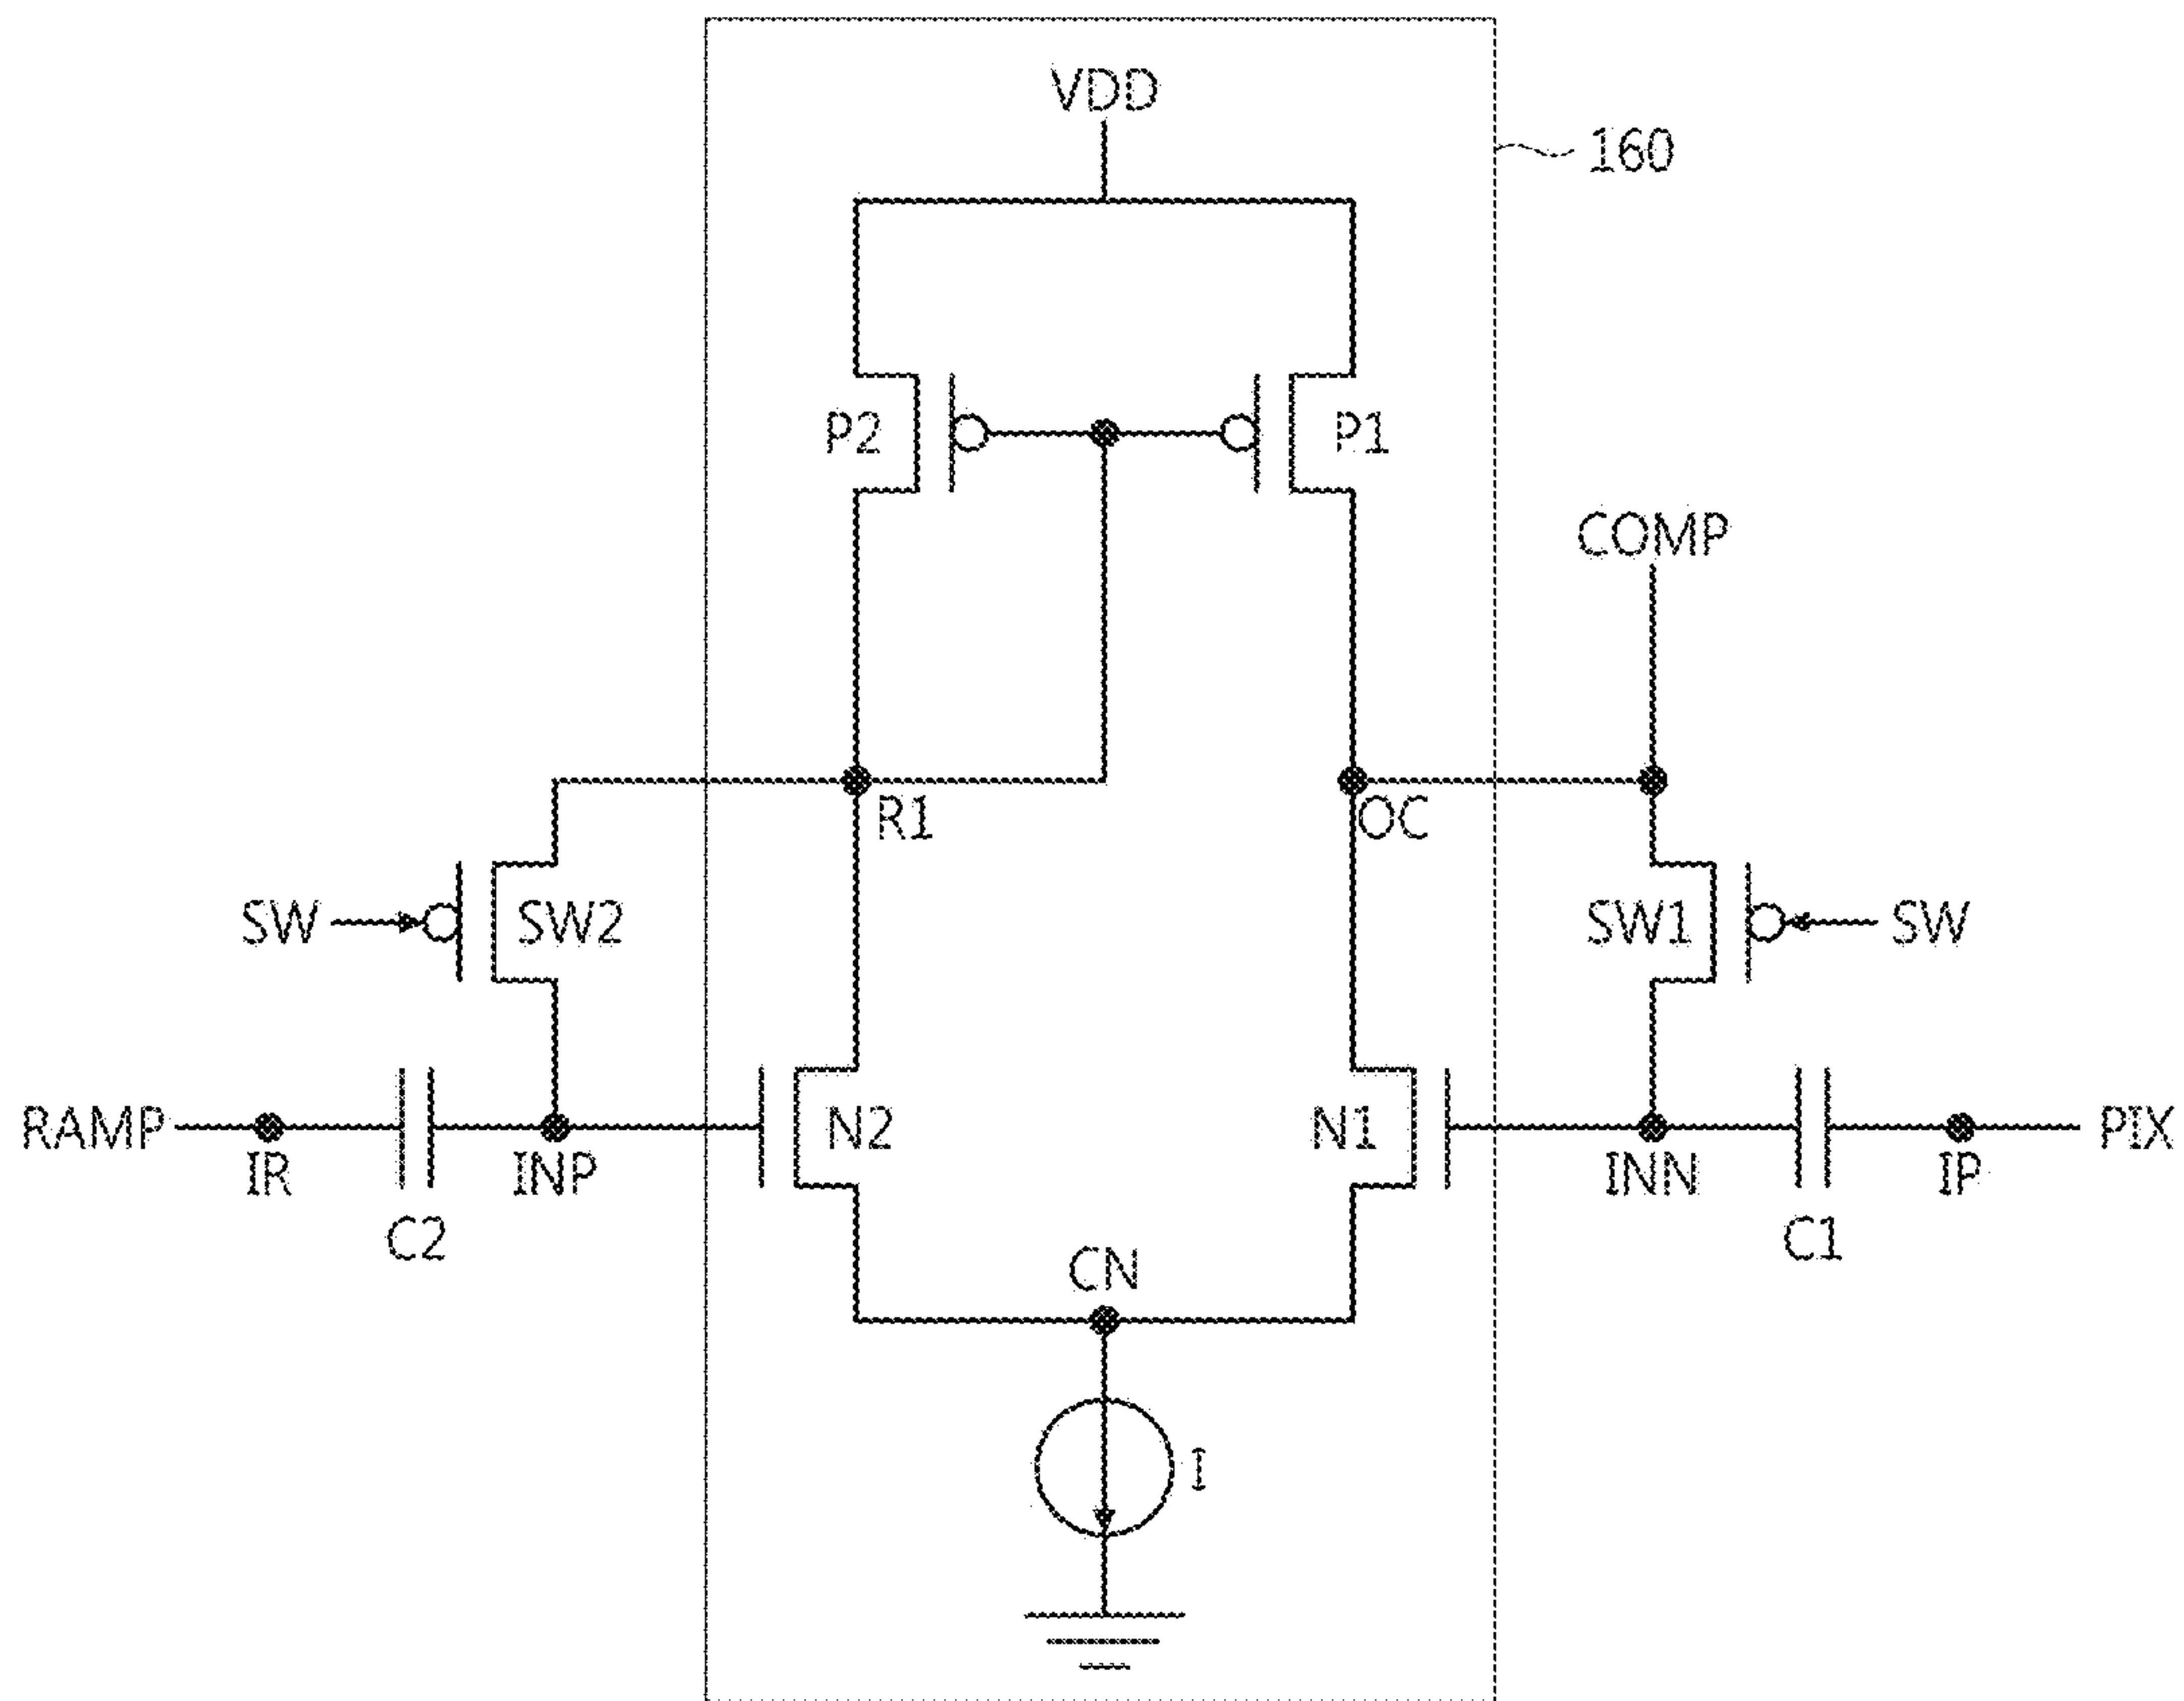 VDD
160
P2
P1
COMP
R1
OC
SW
SW2
SW1
SW
RAMP
N2
N1
PIX
IR
INP
INN
IP
C2
C1
CN
I